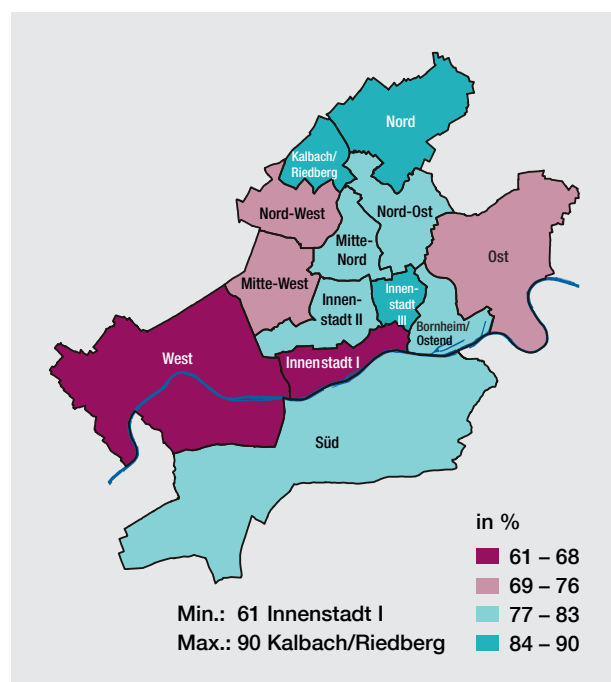 Nord
Kalbach/
Riedberg
Nord-West
Nord-Ost
Mitte-
Nord
Ost
Mitte-West
Innen-
stadt II
Innen-
stadt
III
Bornheim/
Ostend
West
Innenstadt I
Süd
in %
61 – 68
69 – 76
77 – 83
84 – 90
Min.: 61 Innenstadt I
Max.: 90 Kalbach/Riedberg